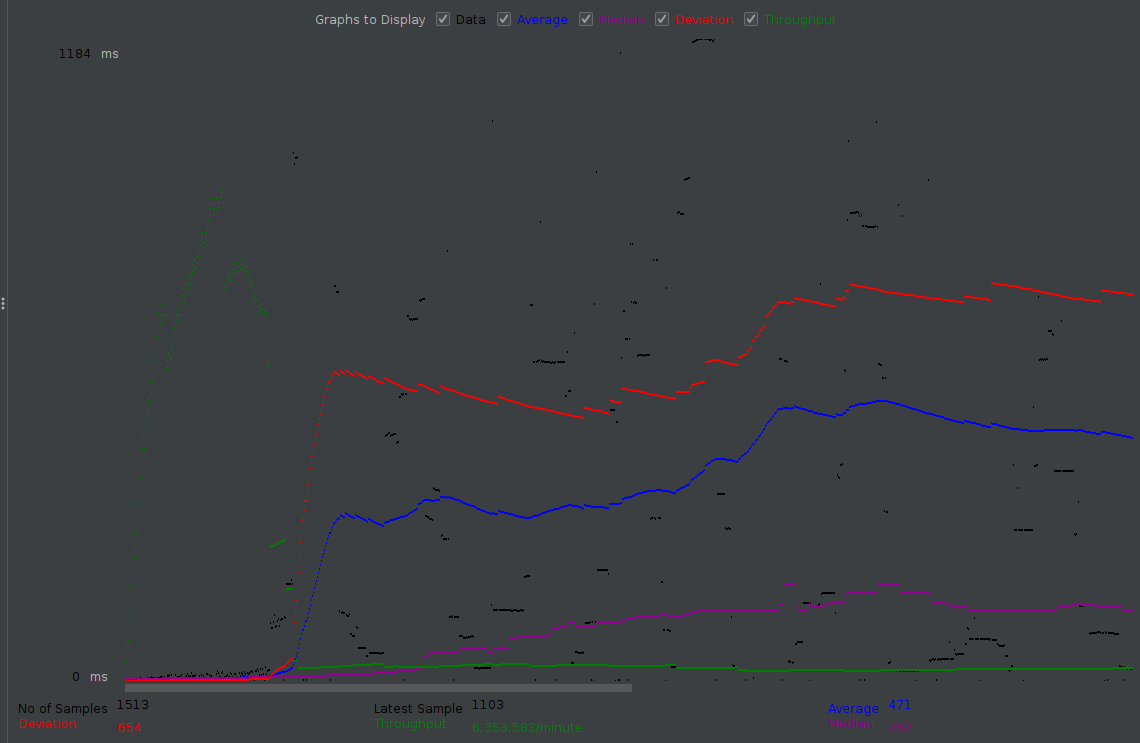 Graphs to Display Data Average Median Deviation Throughput
1184 ms
0 ms
No of Samples 1513 Latest Sample 1103 Average 471
Deviation 654 Throughput 6,353.583/minute Median